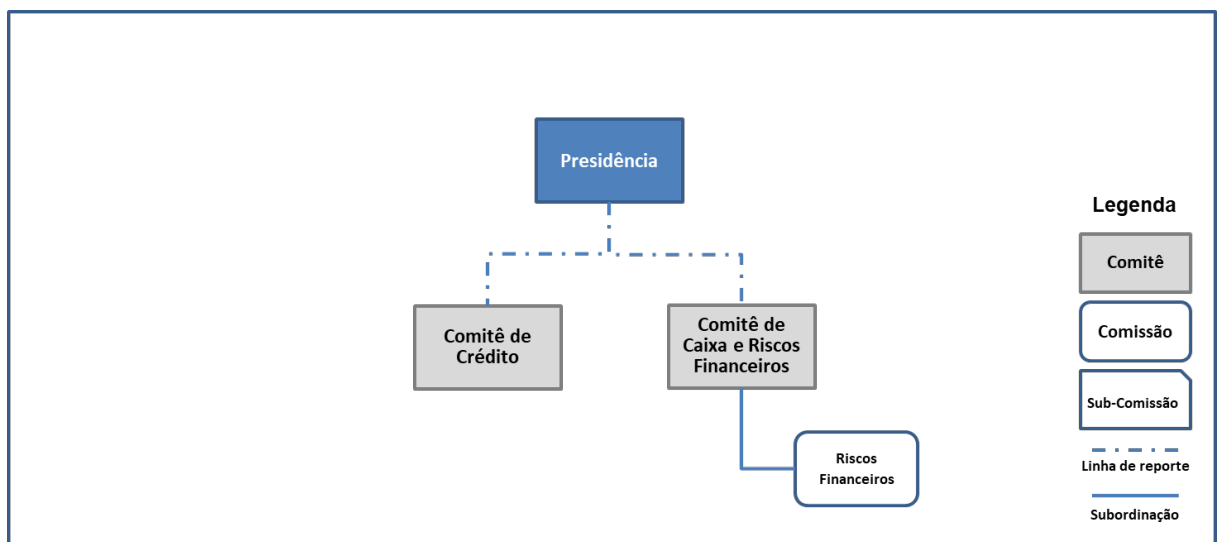 Presidência
Comitê de
Crédito
Comitê de
Caixa e Riscos
Financeiros
Riscos
Financeiros
Legenda
Comitê
Comissão
Sub-Comissão
Linha de reporte
Subordinação